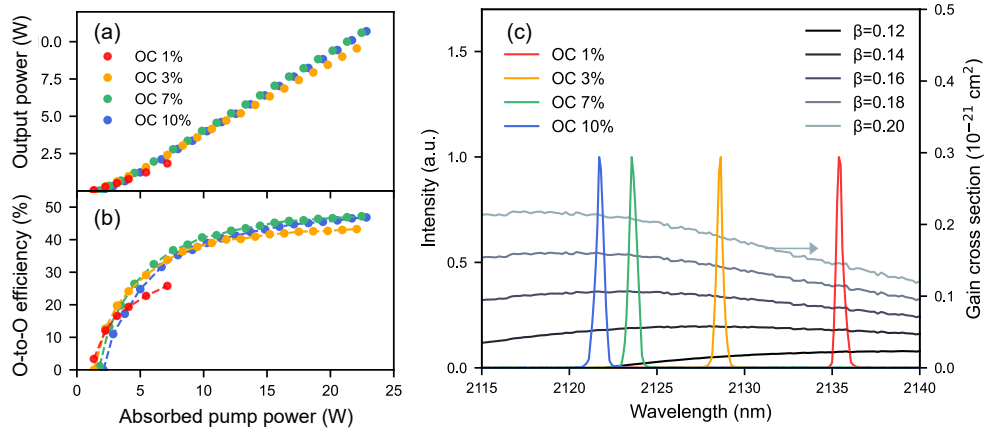 (a)
Output power (W)
0.0
7.5
5.0
2.5
OC 1%
OC 3%
OC 7%
OC 10%
(b)
O-to-O efficiency (%)
50
40
30
20
10
0
0 5 10 15 20 25
Absorbed pump power (W)
(c)
Intensity (a.u.)
1.5
1.0
0.5
0.0
OC 1%
OC 3%
OC 7%
OC 10%
β=0.12
β=0.14
β=0.16
β=0.18
β=0.20
0.5
0.4
0.3
0.2
0.1
0.0
Gain cross section (10⁻²¹ cm²)
2115 2120 2125 2130 2135 2140
Wavelength (nm)